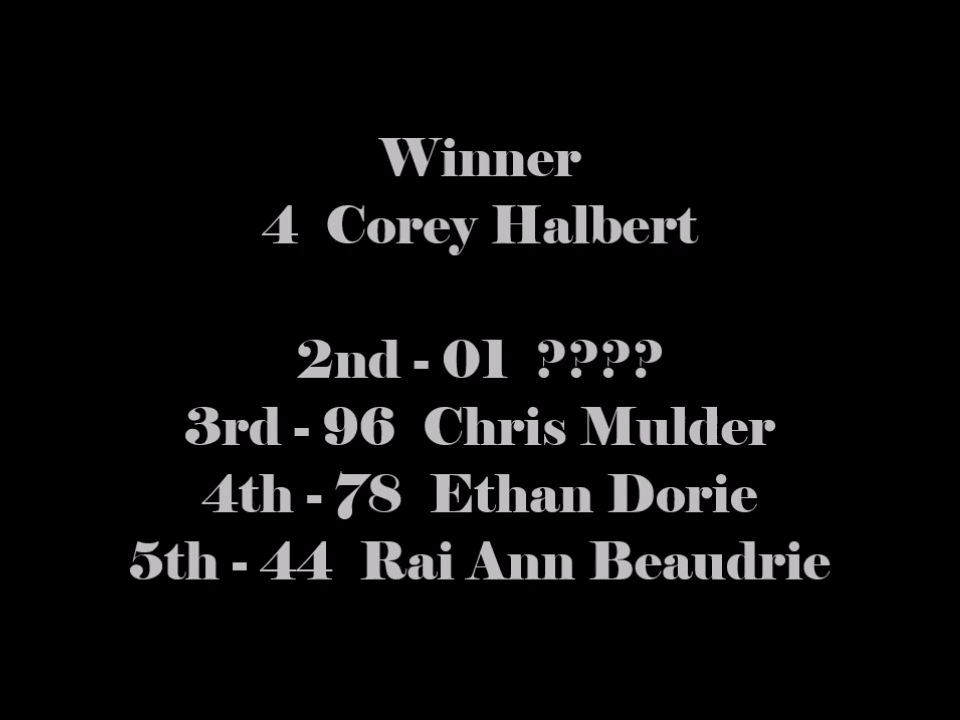 Winner
4 Corey Halbert
2nd - 01 ????
3rd - 96 Chris Mulder
4th - 78 Ethan Dorie
5th - 44 Rai Ann Beaudrie